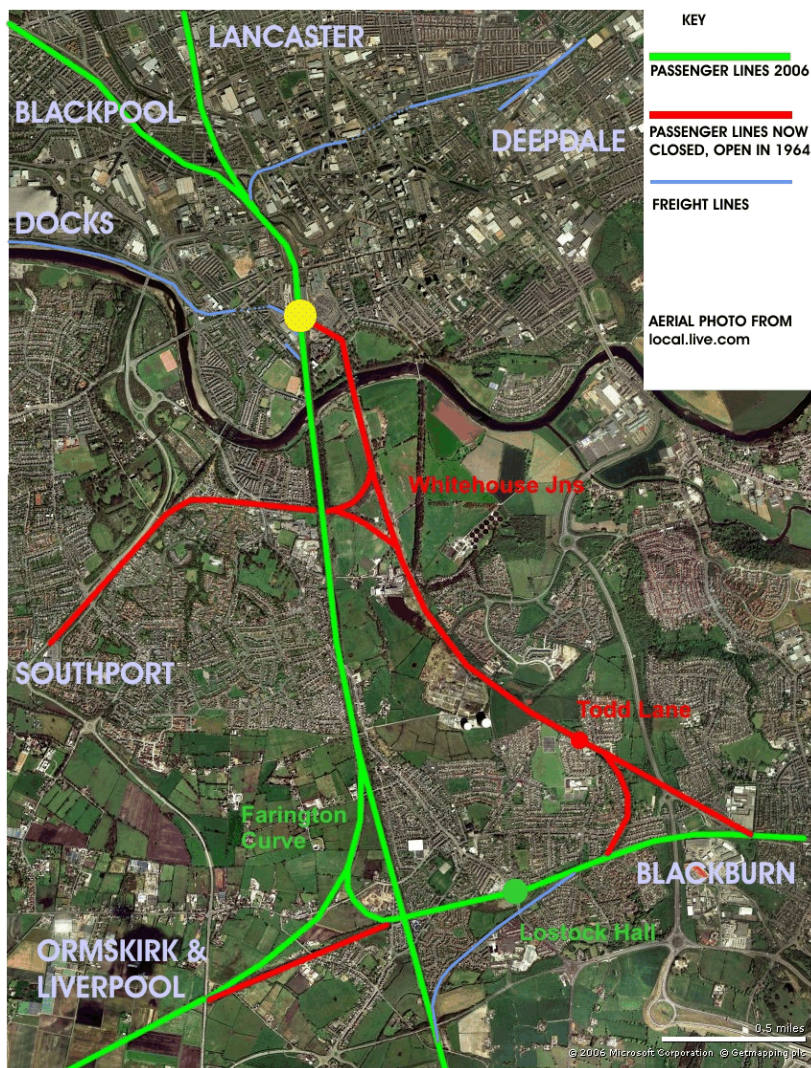 KEY
PASSENGER LINES 2006
PASSENGER LINES NOW
CLOSED, OPEN IN 1964
FREIGHT LINES
AERIAL PHOTO FROM
local.live.com
LANCASTER
BLACKPOOL
DEEPDALE
DOCKS
Whitehouse Jns
SOUTHPORT
Todd Lane
Farington
Curve
BLACKBURN
Lostock Hall
ORMSKIRK &
LIVERPOOL
0.5 miles
© 2006 Microsoft Corporation © Getmapping plc